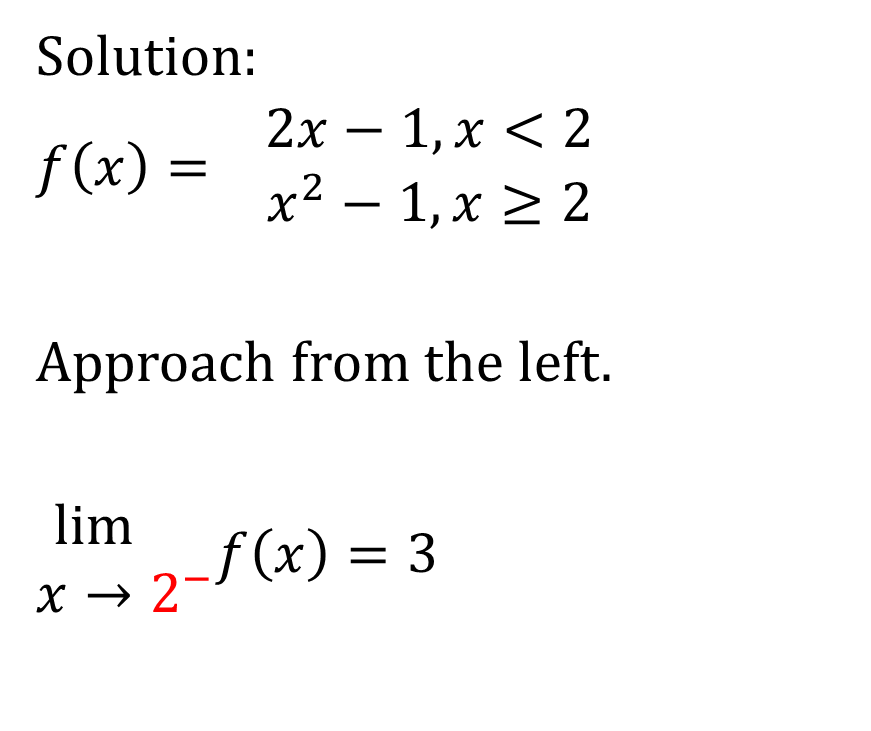 Solution:
f(x) = 2x − 1, x < 2
x² − 1, x ≥ 2
Approach from the left.
lim f(x) = 3
x → 2⁻